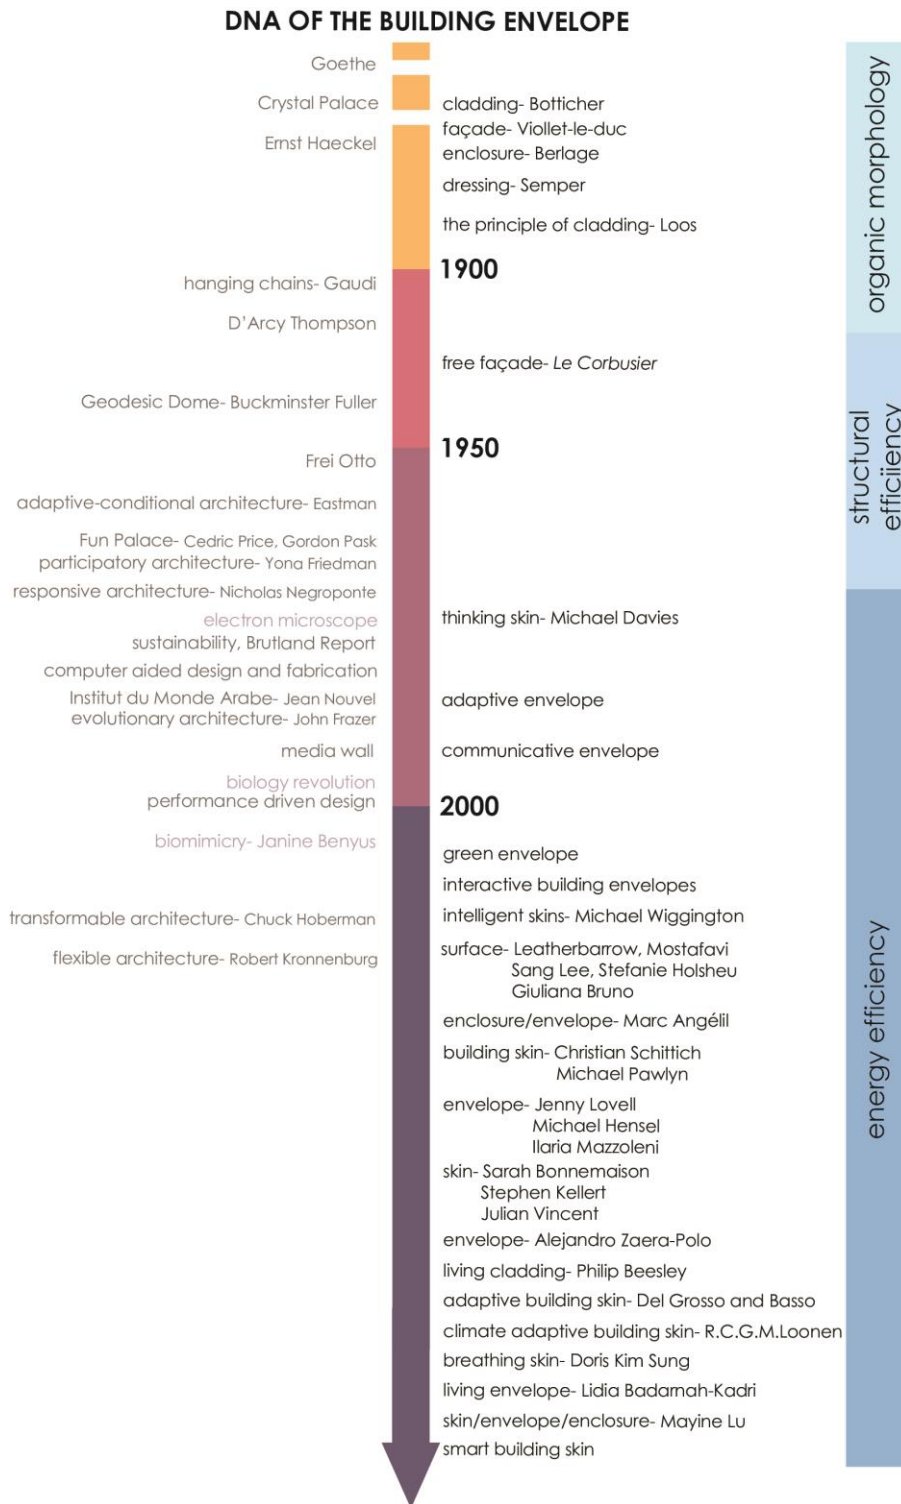 DNA OF THE BUILDING ENVELOPE
Goethe
Crystal Palace
cladding- Botticher
façade- Viollet-le-duc
Ernst Haeckel
enclosure- Berlage
dressing- Semper
the principle of cladding- Loos
1900
hanging chains- Gaudi
D'Arcy Thompson
free façade- Le Corbusier
Geodesic Dome- Buckminster Fuller
1950
Frei Otto
adaptive-conditional architecture- Eastman
Fun Palace- Cedric Price, Gordon Pask
participatory architecture- Yona Friedman
responsive architecture- Nicholas Negroponte
electron microscope
thinking skin- Michael Davies
sustainability, Brutland Report
computer aided design and fabrication
Institut du Monde Arabe- Jean Nouvel
adaptive envelope
evolutionary architecture- John Frazer
media wall
communicative envelope
biology revolution
performance driven design
2000
biomimicry- Janine Benyus
green envelope
interactive building envelopes
transformable architecture- Chuck Hoberman
intelligent skins- Michael Wiggington
flexible architecture- Robert Kronnenburg
surface- Leatherbarrow, Mostafavi
Sang Lee, Stefanie Holsheu
Giuliana Bruno
enclosure/envelope- Marc Angélil
building skin- Christian Schittich
Michael Pawlyn
envelope- Jenny Lovell
Michael Hensel
Ilaria Mazzoleni
skin- Sarah Bonnemaison
Stephen Kellert
Julian Vincent
envelope- Alejandro Zaera-Polo
living cladding- Philip Beesley
adaptive building skin- Del Grosso and Basso
climate adaptive building skin- R.C.G.M.Loonen
breathing skin- Doris Kim Sung
living envelope- Lidia Badarnah-Kadri
skin/envelope/enclosure- Mayine Lu
smart building skin
organic morphology
structural
efficiiency
energy efficiency